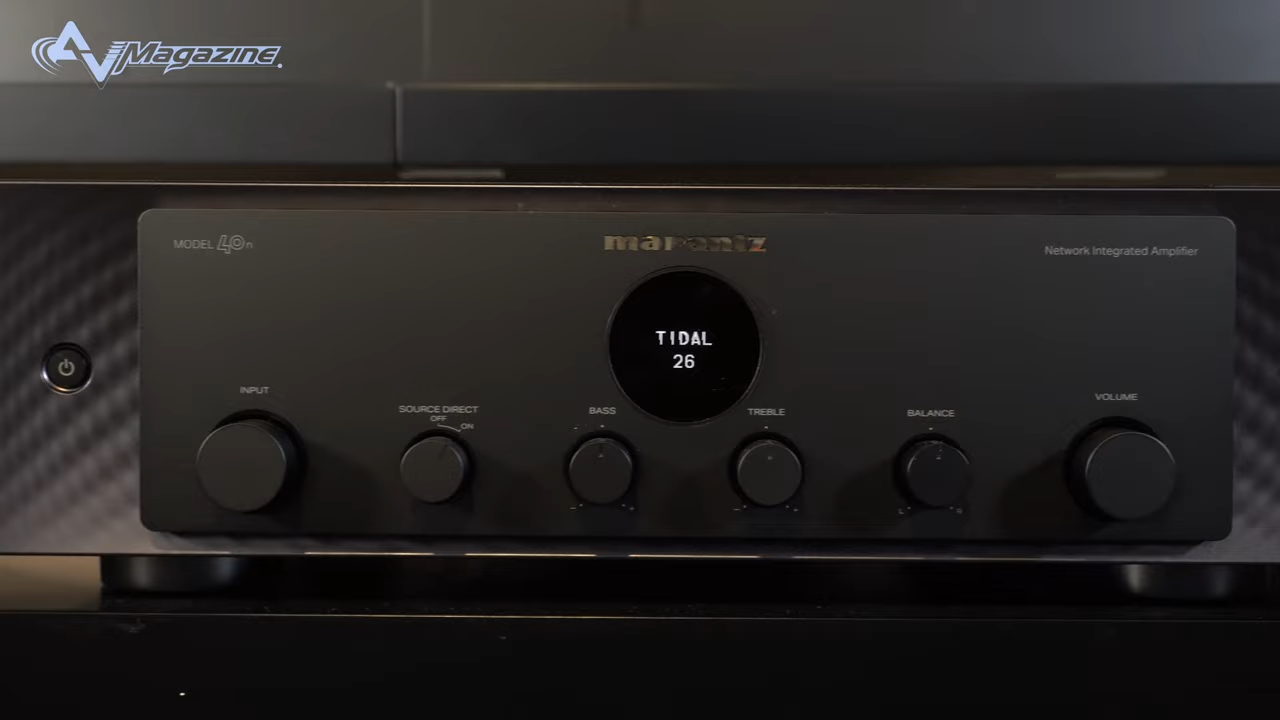 AV Magazine.
MODEL 40n
marantz
Network Integrated Amplifier
TIDAL
26
INPUT
SOURCE DIRECT
OFF
ON
BASS
- +
TREBLE
- +
BALANCE
L R
VOLUME